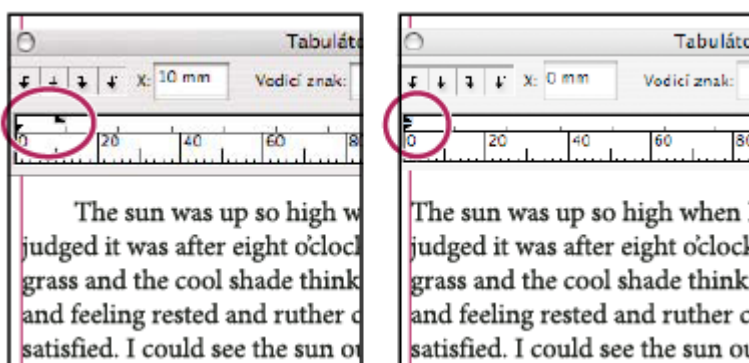 Tabuláto
X: 10 mm Vodicí znak:
0 20 40 60 8
The sun was up so high w
judged it was after eight o'clock
grass and the cool shade think
and feeling rested and ruther c
satisfied. I could see the sun ou
Tabuláto
X: 0 mm Vodicí znak:
0 20 40 60 80
The sun was up so high when
judged it was after eight o'clock
grass and the cool shade think
and feeling rested and ruther c
satisfied. I could see the sun ou